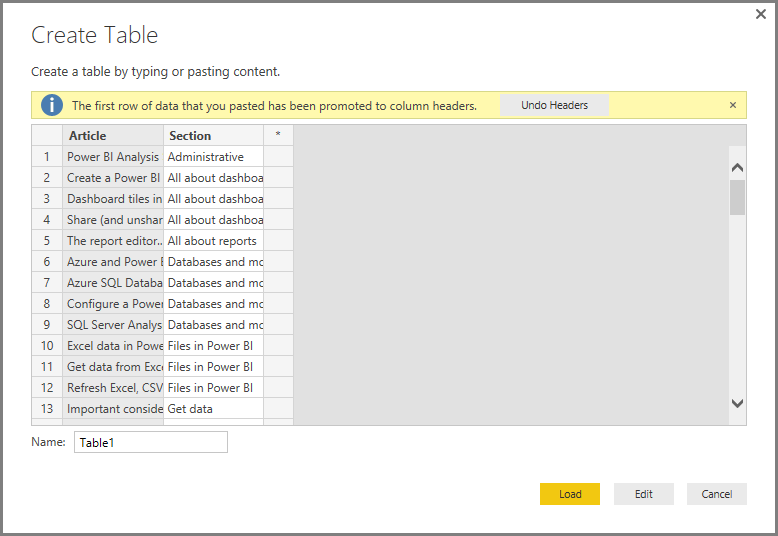 Create Table
Create a table by typing or pasting content.
The first row of data that you pasted has been promoted to column headers. Undo Headers
Article Section *
1 Power BI Analysis Administrative
2 Create a Power BI All about dashboa
3 Dashboard tiles in All about dashboa
4 Share (and unshar All about dashboa
5 The report editor.. All about reports
6 Azure and Power B Databases and mo
7 Azure SQL Databa Databases and mo
8 Configure a Power Databases and mo
9 SQL Server Analys Databases and mo
10 Excel data in Powe Files in Power BI
11 Get data from Exce Files in Power BI
12 Refresh Excel, CSV Files in Power BI
13 Important conside Get data
Name: Table1
Load Edit Cancel